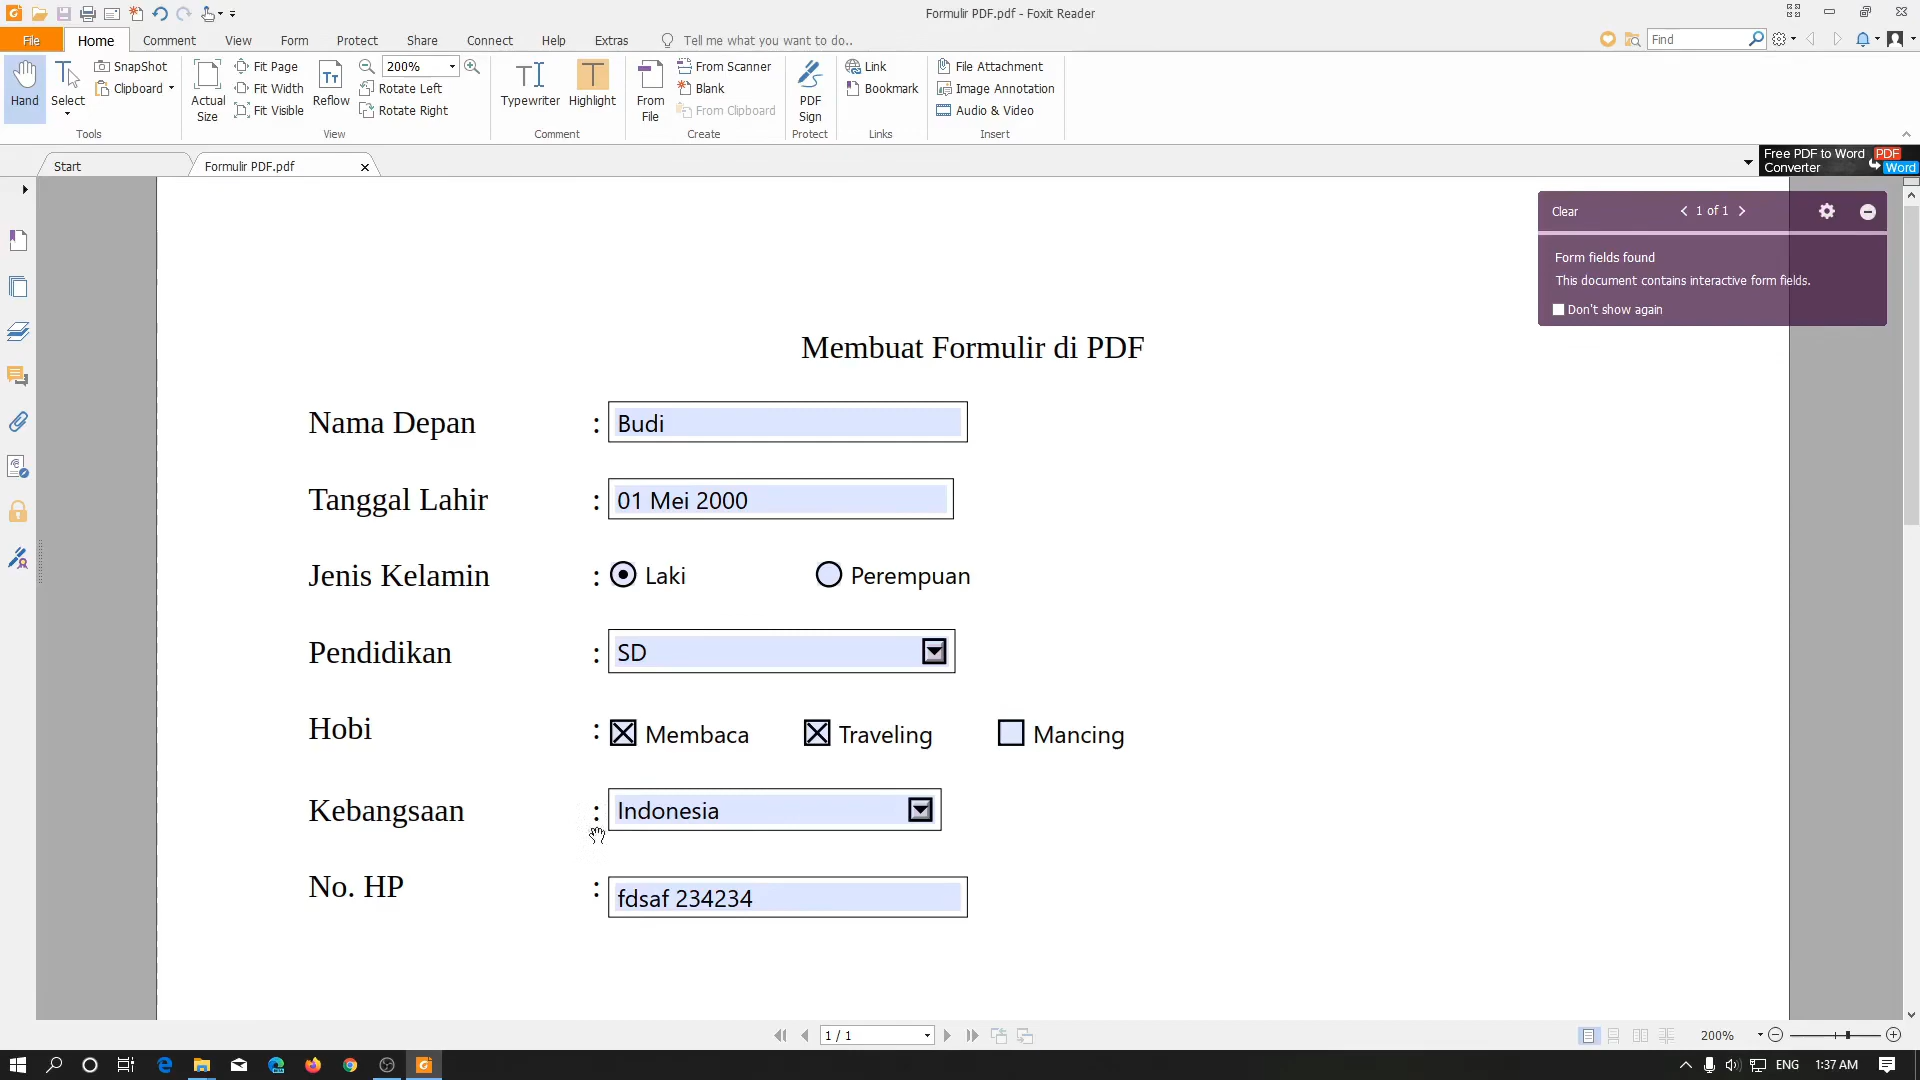 Formulir PDF.pdf - Foxit Reader
File Home Comment View Form Protect Share Connect Help Extras Tell me what you want to do.. Find
Hand
Select
SnapShot
Clipboard
Tools
Actual Size
Fit Page
Fit Width
Fit Visible
Reflow
200%
Rotate Left
Rotate Right
View
Typewriter
Highlight
Comment
From File
From Scanner
Blank
From Clipboard
Create
PDF Sign
Protect
Link
Bookmark
Links
File Attachment
Image Annotation
Audio & Video
Insert
Start
Formulir PDF.pdf
Free PDF to Word
Converter
PDF
Word
Clear 1 of 1
Form fields found
This document contains interactive form fields.
Don't show again
Membuat Formulir di PDF
Nama Depan : Budi
Tanggal Lahir : 01 Mei 2000
Jenis Kelamin : Laki Perempuan
Pendidikan : SD
Hobi : Membaca Traveling Mancing
Kebangsaan : Indonesia
No. HP : fdsaf 234234
1 / 1
200%
ENG 1:37 AM